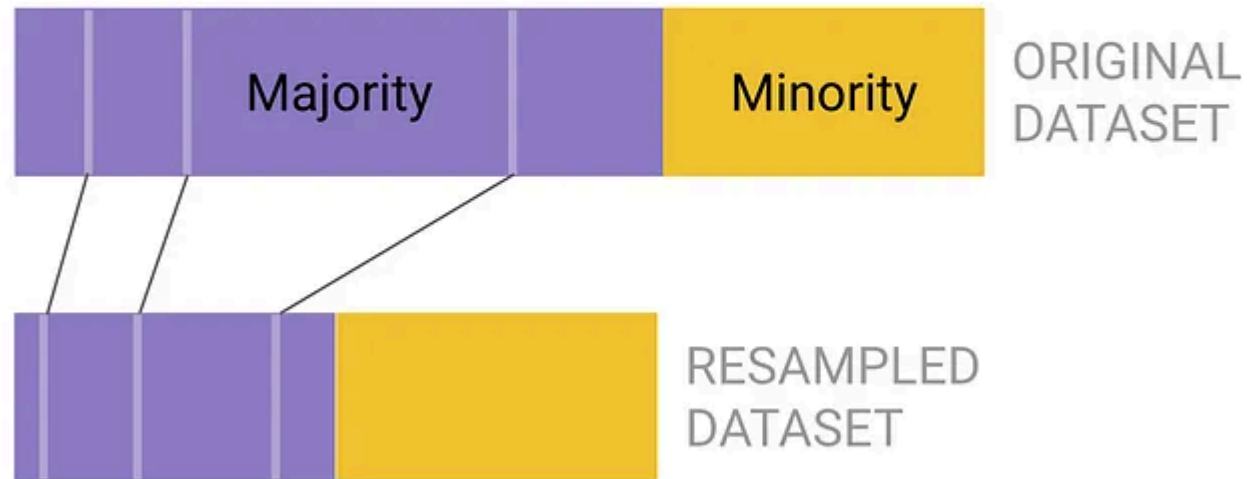 Majority
Minority
ORIGINAL
DATASET
RESAMPLED
DATASET